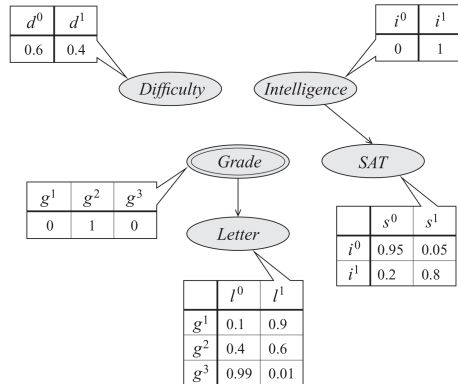 d⁰ d¹
0.6 0.4
i⁰ i¹
0 1
Difficulty
Intelligence
Grade
SAT
g¹ g² g³
0 1 0
Letter
s⁰ s¹
i⁰ 0.95 0.05
i¹ 0.2 0.8
l⁰ l¹
g¹ 0.1 0.9
g² 0.4 0.6
g³ 0.99 0.01